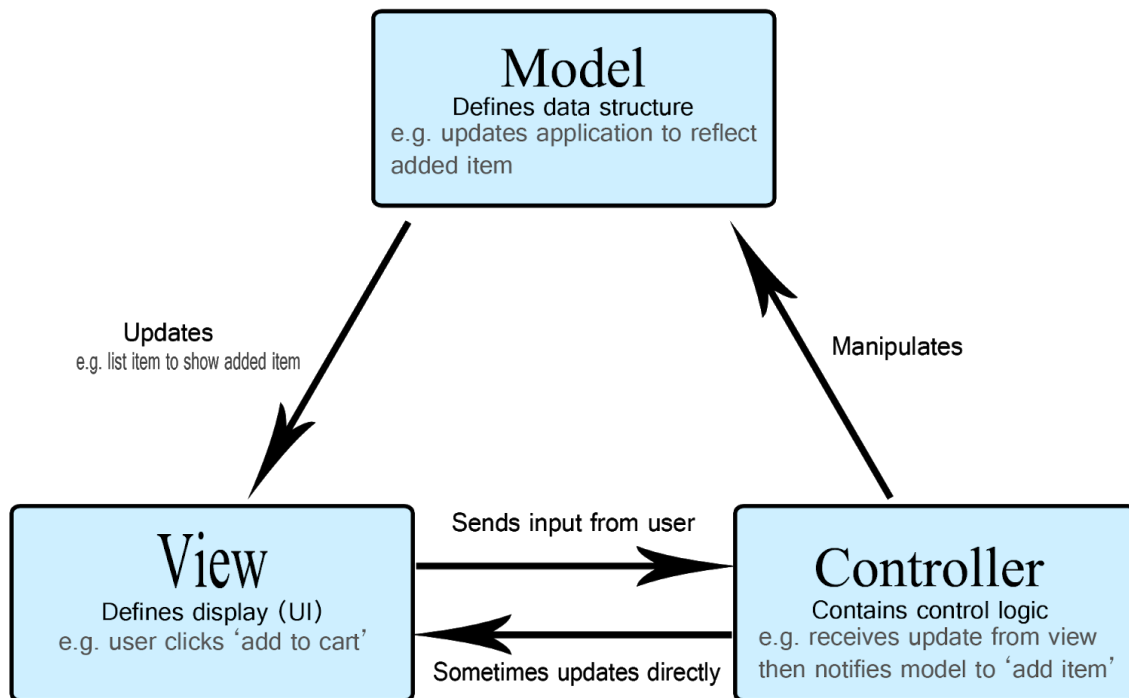 Model
Defines data structure
e.g. updates application to reflect
added item
Updates
e.g. list item to show added item
Manipulates
View
Defines display (UI)
e.g. user clicks ‘add to cart’
Sends input from user
Sometimes updates directly
Controller
Contains control logic
e.g. receives update from view
then notifies model to ‘add item’